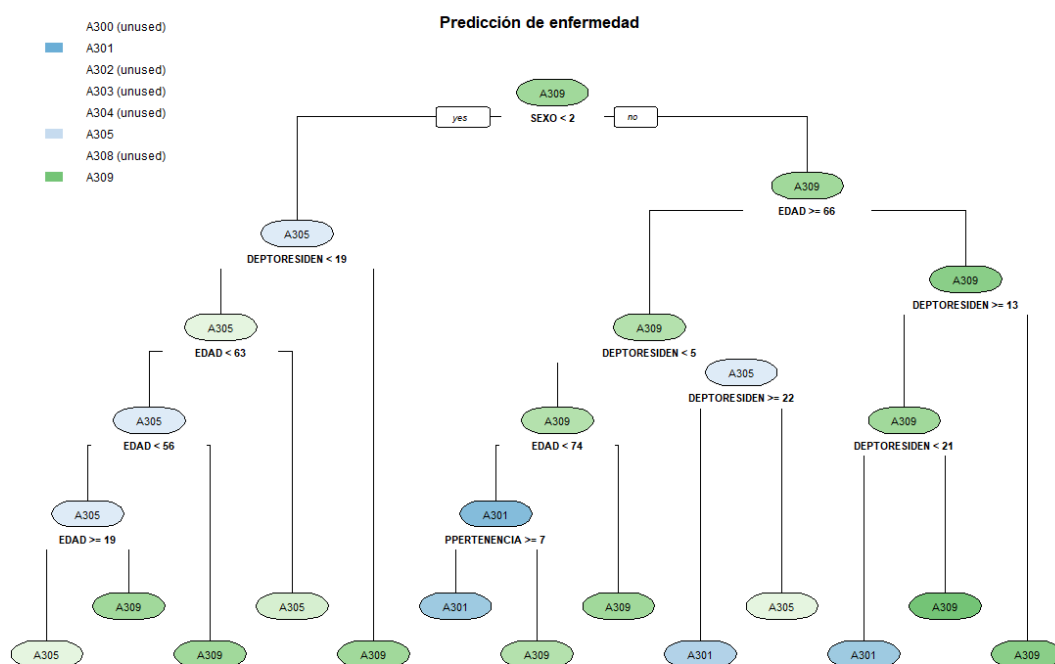 Predicción de enfermedad
A300 (unused)
A301
A302 (unused)
A303 (unused)
A304 (unused)
A305
A308 (unused)
A309
A309
yes
SEXO < 2
no
A309
EDAD >= 66
A305
DEPTORESIDEN < 19
A309
DEPTORESIDEN >= 13
A305
EDAD < 63
A309
DEPTORESIDEN < 5
A305
DEPTORESIDEN >= 22
A305
EDAD < 56
A309
EDAD < 74
A309
DEPTORESIDEN < 21
A305
EDAD >= 19
A301
PPERTENENCIA >= 7
A309
A305
A301
A309
A305
A309
A305
A309
A309
A309
A301
A301
A309